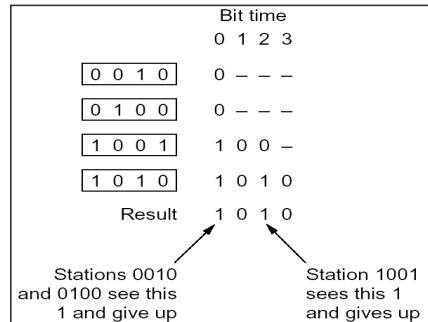 Bit time
0 1 2 3
0 0 1 0 0 – – –
0 1 0 0 0 – – –
1 0 0 1 1 0 0 –
1 0 1 0 1 0 1 0
Result 1 0 1 0
Stations 0010
and 0100 see this
1 and give up
Station 1001
sees this 1
and gives up